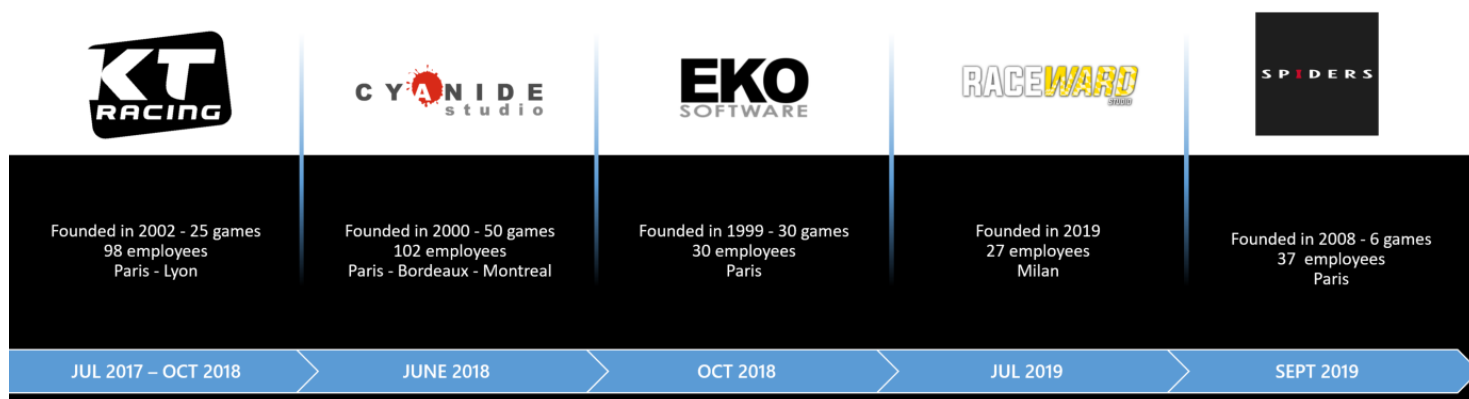 KT
RACING
CYANIDE
studio
EKO
SOFTWARE
RACEWARD
STUDIO
SPIDERS
Founded in 2002 - 25 games
98 employees
Paris - Lyon
Founded in 2000 - 50 games
102 employees
Paris - Bordeaux - Montreal
Founded in 1999 - 30 games
30 employees
Paris
Founded in 2019
27 employees
Milan
Founded in 2008 - 6 games
37 employees
Paris
JUL 2017 – OCT 2018
JUNE 2018
OCT 2018
JUL 2019
SEPT 2019